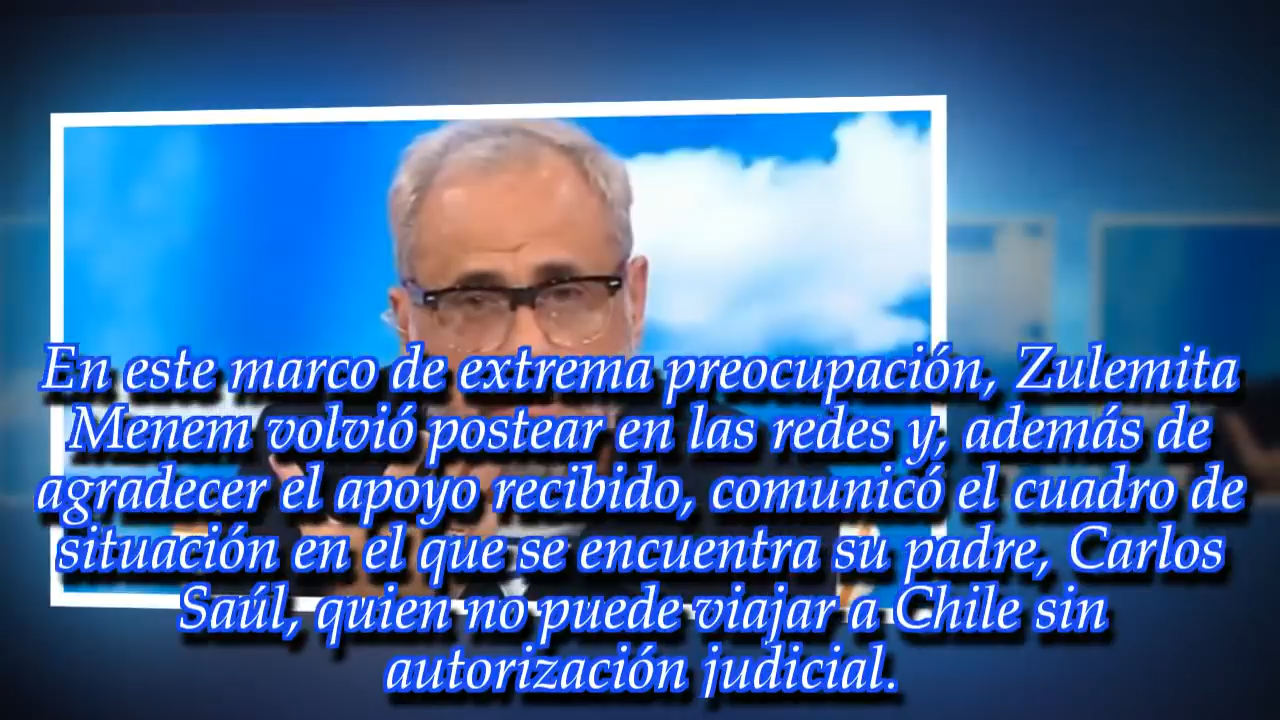 En este marco de extrema preocupación, Zulemita
Menem volvió postear en las redes y, además de
agradecer el apoyo recibido, comunicó el cuadro de
situación en el que se encuentra su padre, Carlos
Saúl, quien no puede viajar a Chile sin
autorización judicial.